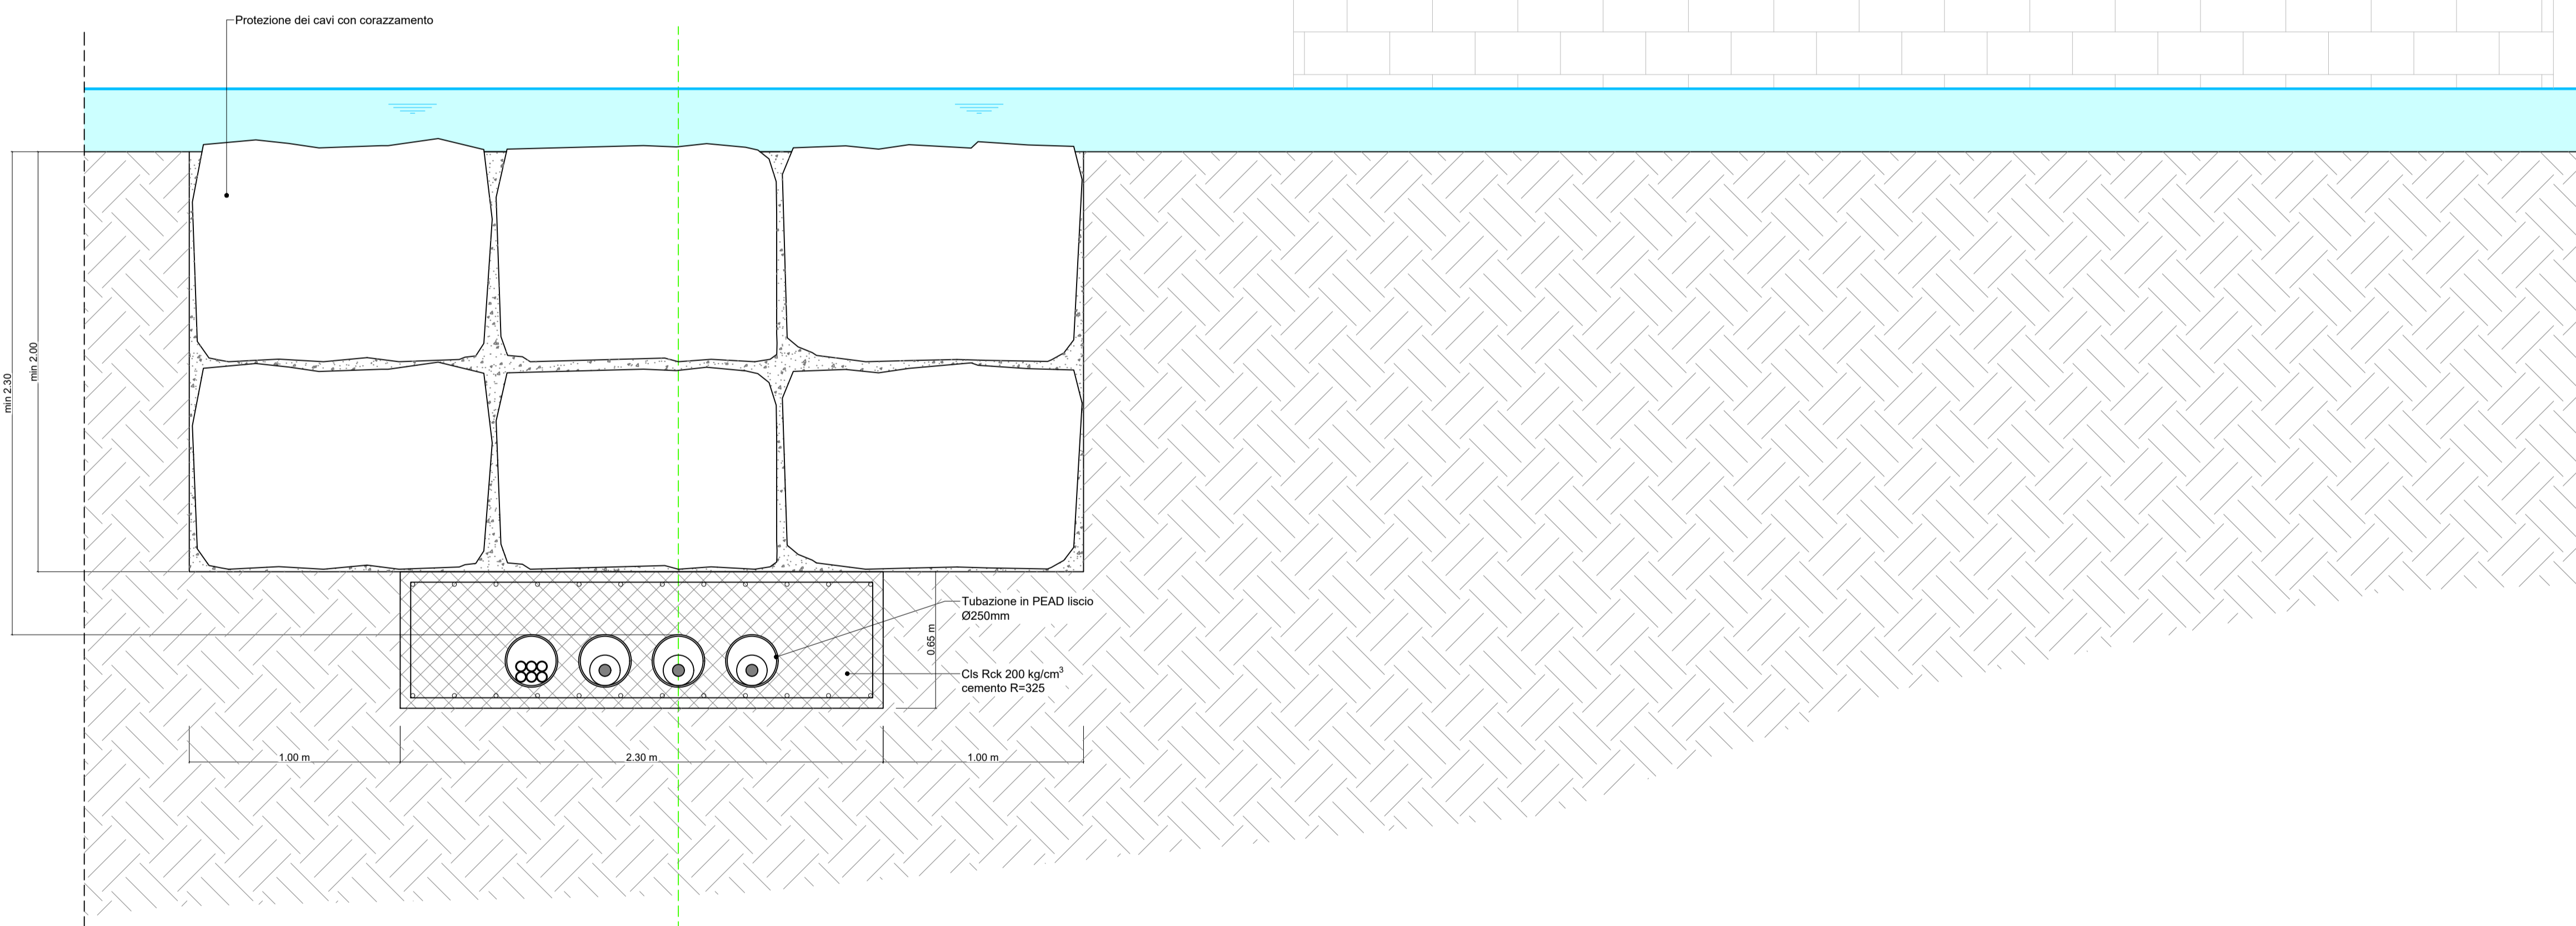 Protezione dei cavi con corazzamento
min 2.30
min 2.00
Tubazione in PEAD liscio
Ø250mm
0.65 m
Cls Rck 200 kg/cm³
cemento R=325
1.00 m
2.30 m
1.00 m